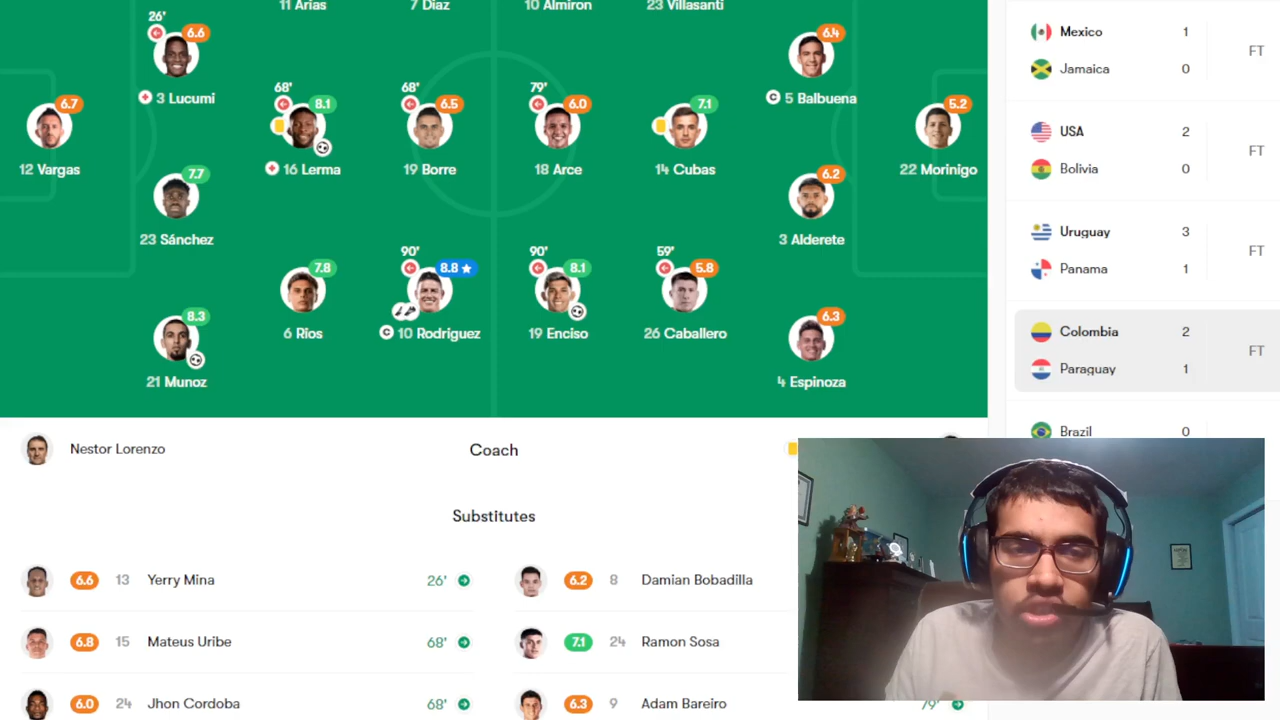 11 Arias
7 Diaz
10 Almiron
23 Villasanti
Mexico 1
FT
Jamaica 0
26'
6.6
6.4
3 Lucumi
C 5 Balbuena
68'
68'
79'
6.7
8.1
6.5
6.0
7.1
5.2
12 Vargas
16 Lerma
19 Borre
18 Arce
14 Cubas
22 Morinigo
USA 2
FT
Bolivia 0
7.7
6.2
23 Sánchez
3 Alderete
Uruguay 3
FT
Panama 1
90'
90'
59'
7.8
8.8
8.1
5.8
6 Rios
C 10 Rodriguez
19 Enciso
26 Caballero
8.3
6.3
21 Munoz
4 Espinoza
Colombia 2
FT
Paraguay 1
Brazil 0
Nestor Lorenzo
Coach
Substitutes
6.6 13 Yerry Mina 26'
6.2 8 Damian Bobadilla
6.8 15 Mateus Uribe 68'
7.1 24 Ramon Sosa
6.0 24 Jhon Cordoba 68'
6.3 9 Adam Bareiro 79'